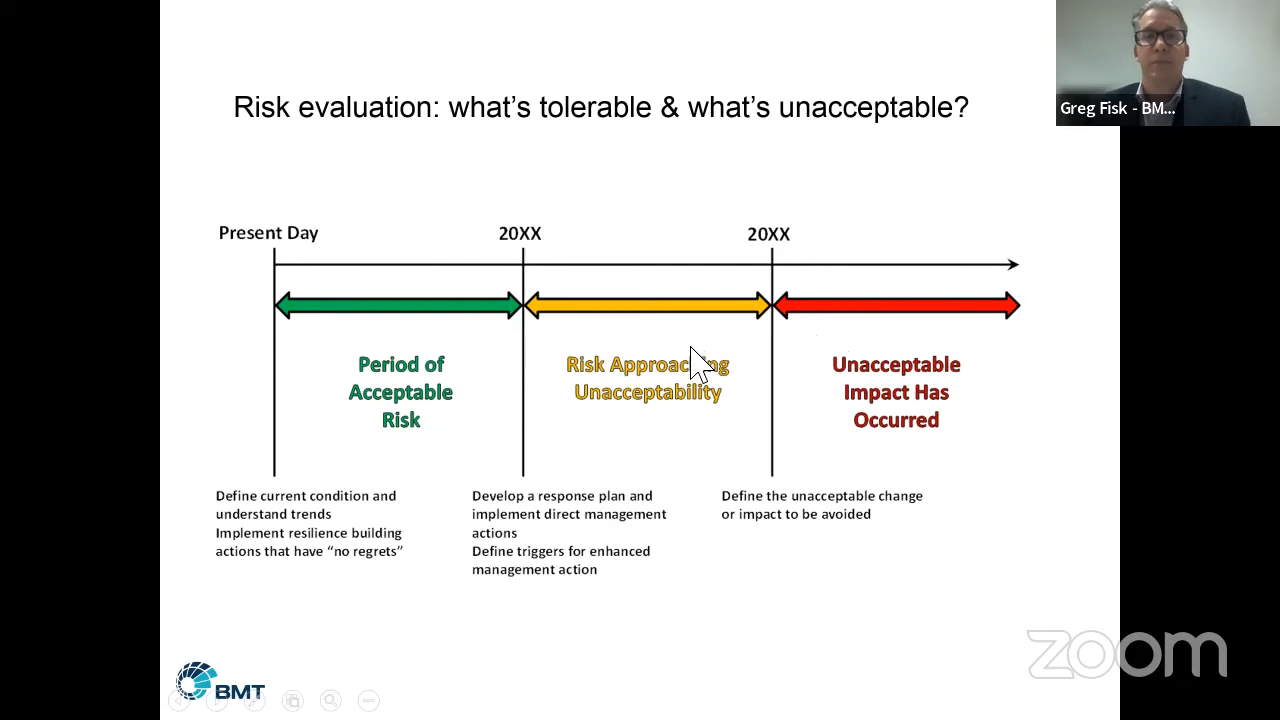 Greg Fisk - BM...
Risk evaluation: what's tolerable & what's unacceptable?
Present Day
20XX
20XX
Period of
Acceptable
Risk
Risk Approaching
Unacceptability
Unacceptable
Impact Has
Occurred
Define current condition and
understand trends
Implement resilience building
actions that have “no regrets”
Develop a response plan and
implement direct management
actions
Define triggers for enhanced
management action
Define the unacceptable change
or impact to be avoided
BMT
zoom